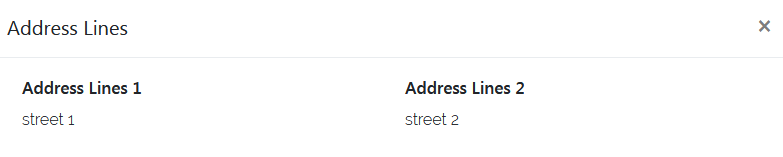 Address Lines
×
Address Lines 1
Address Lines 2
street 1
street 2